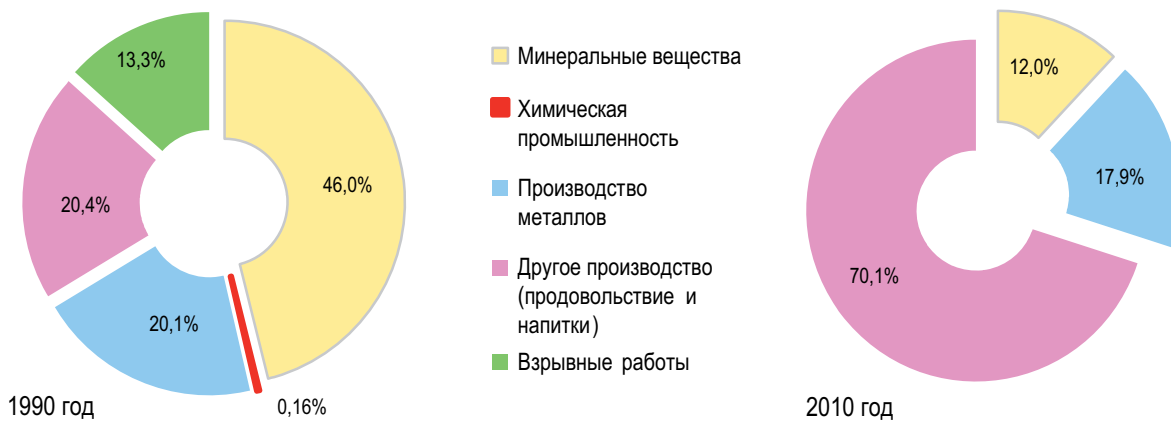 13,3%
46,0%
20,4%
20,1%
0,16%
1990 год
Минеральные вещества
Химическая
промышленность
Производство
металлов
Другое производство
(продовольствие и
напитки)
Взрывные работы
12,0%
17,9%
70,1%
2010 год